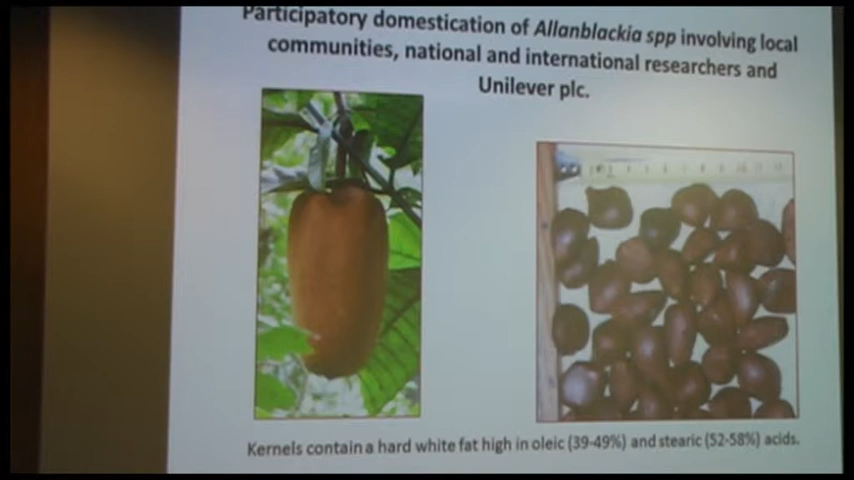 Participatory domestication of Allanblackia spp involving local
communities, national and international researchers and
Unilever plc.
Kernels contain a hard white fat high in oleic (39-49%) and stearic (52-58%) acids.